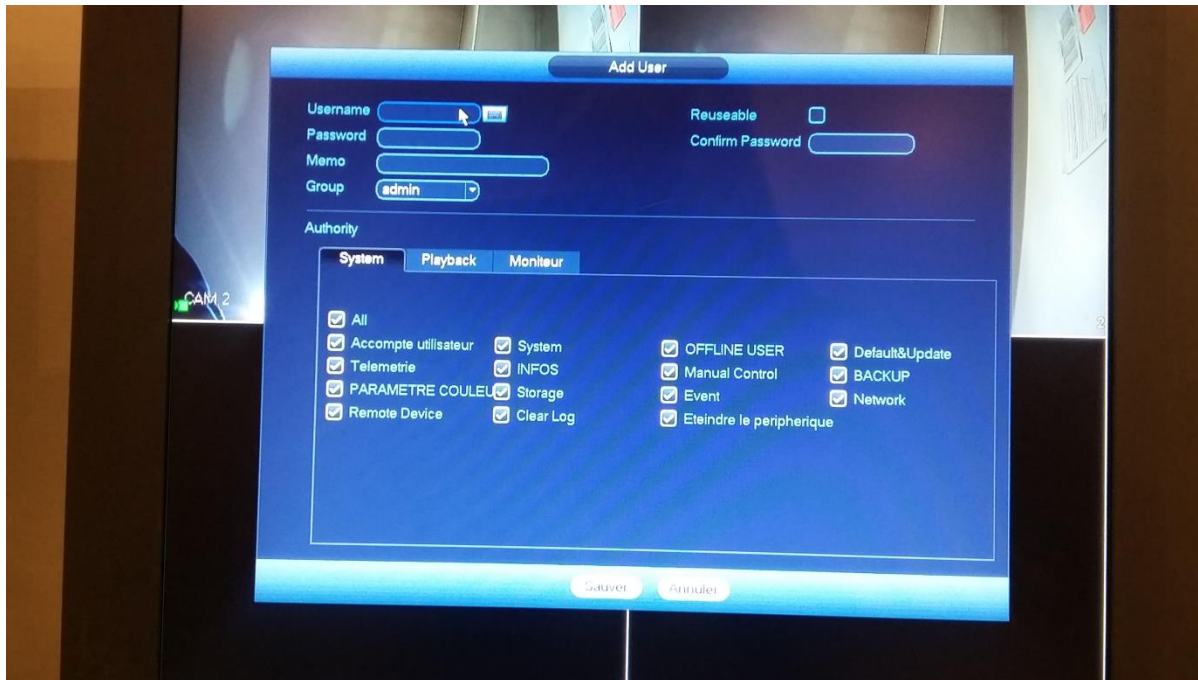 Add User
Username
Reuseable
Password
Confirm Password
Memo
Group admin
Authority
System Playback Moniteur
CAM 2
2
All
Accompte utilisateur System OFFLINE USER Default&Update
Telemetrie INFOS Manual Control BACKUP
PARAMETRE COULEU Storage Event Network
Remote Device Clear Log Eteindre le peripherique
Sauver Annuler